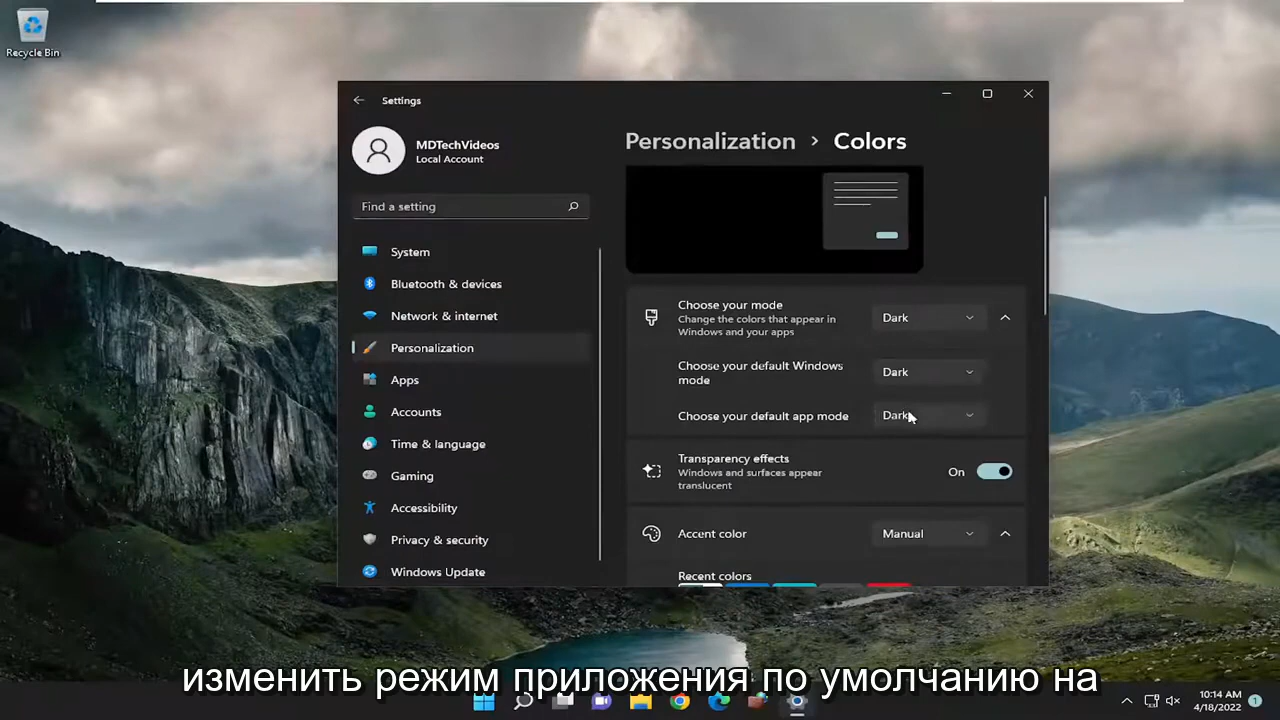 Recycle Bin
Settings
MDTechVideos
Local Account
Find a setting
System
Bluetooth & devices
Network & internet
Personalization
Apps
Accounts
Time & language
Gaming
Accessibility
Privacy & security
Windows Update
Personalization > Colors
Choose your mode
Change the colors that appear in
Windows and your apps
Dark
Choose your default Windows
mode
Dark
Choose your default app mode
Dark
Transparency effects
Windows and surfaces appear
translucent
On
Accent color
Manual
Recent colors
изменить режим приложения по умолчанию на
10:14 AM
4/18/2022
1